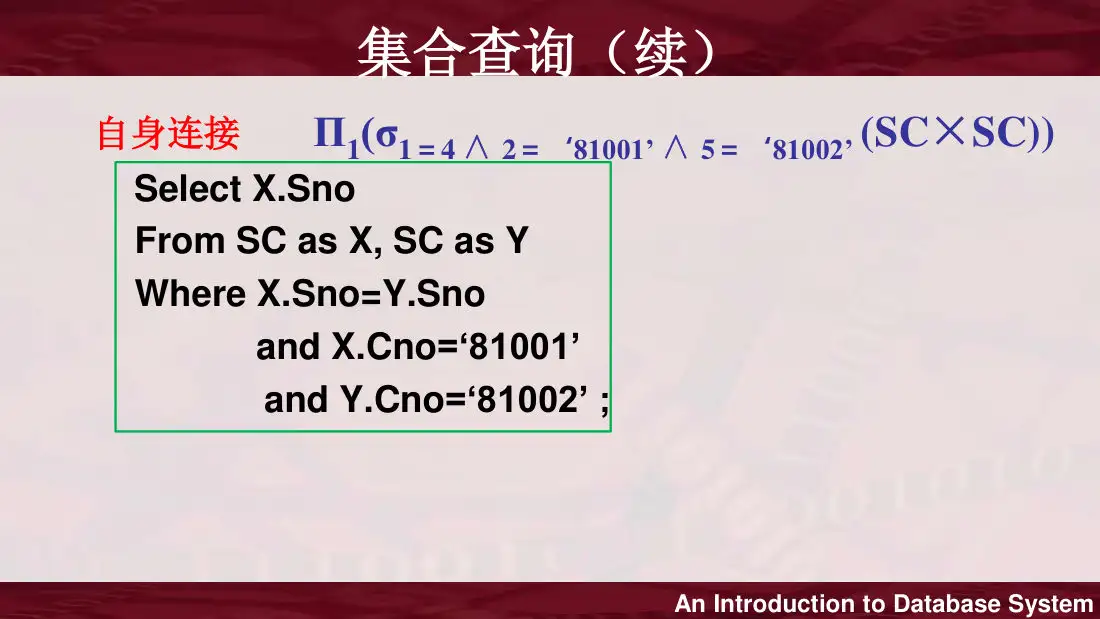 集合查询（续）
自身连接 Π1(σ1=4 ∧ 2= ‘81001’ ∧ 5= ‘81002’ (SC×SC))
Select X.Sno
From SC as X, SC as Y
Where X.Sno=Y.Sno
and X.Cno=‘81001’
and Y.Cno=‘81002’ ;
An Introduction to Database System